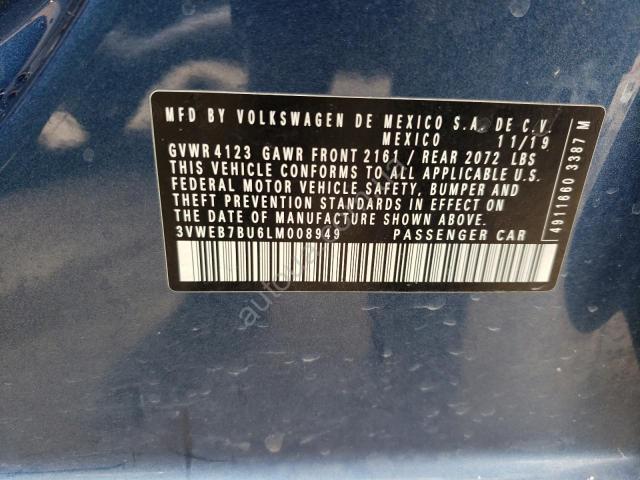 MFD BY VOLKSWAGEN DE MEXICO S.A. DE C.V.
MEXICO 11/19
GVWR 4123 GAWR FRONT 2161 / REAR 2072 LBS
THIS VEHICLE CONFORMS TO ALL APPLICABLE U.S.
FEDERAL MOTOR VEHICLE SAFETY, BUMPER AND
THEFT PREVENTION STANDARDS IN EFFECT ON
THE DATE OF MANUFACTURE SHOWN ABOVE.
3VWEB7BU6LM008949 PASSENGER CAR
4911660 3387 M